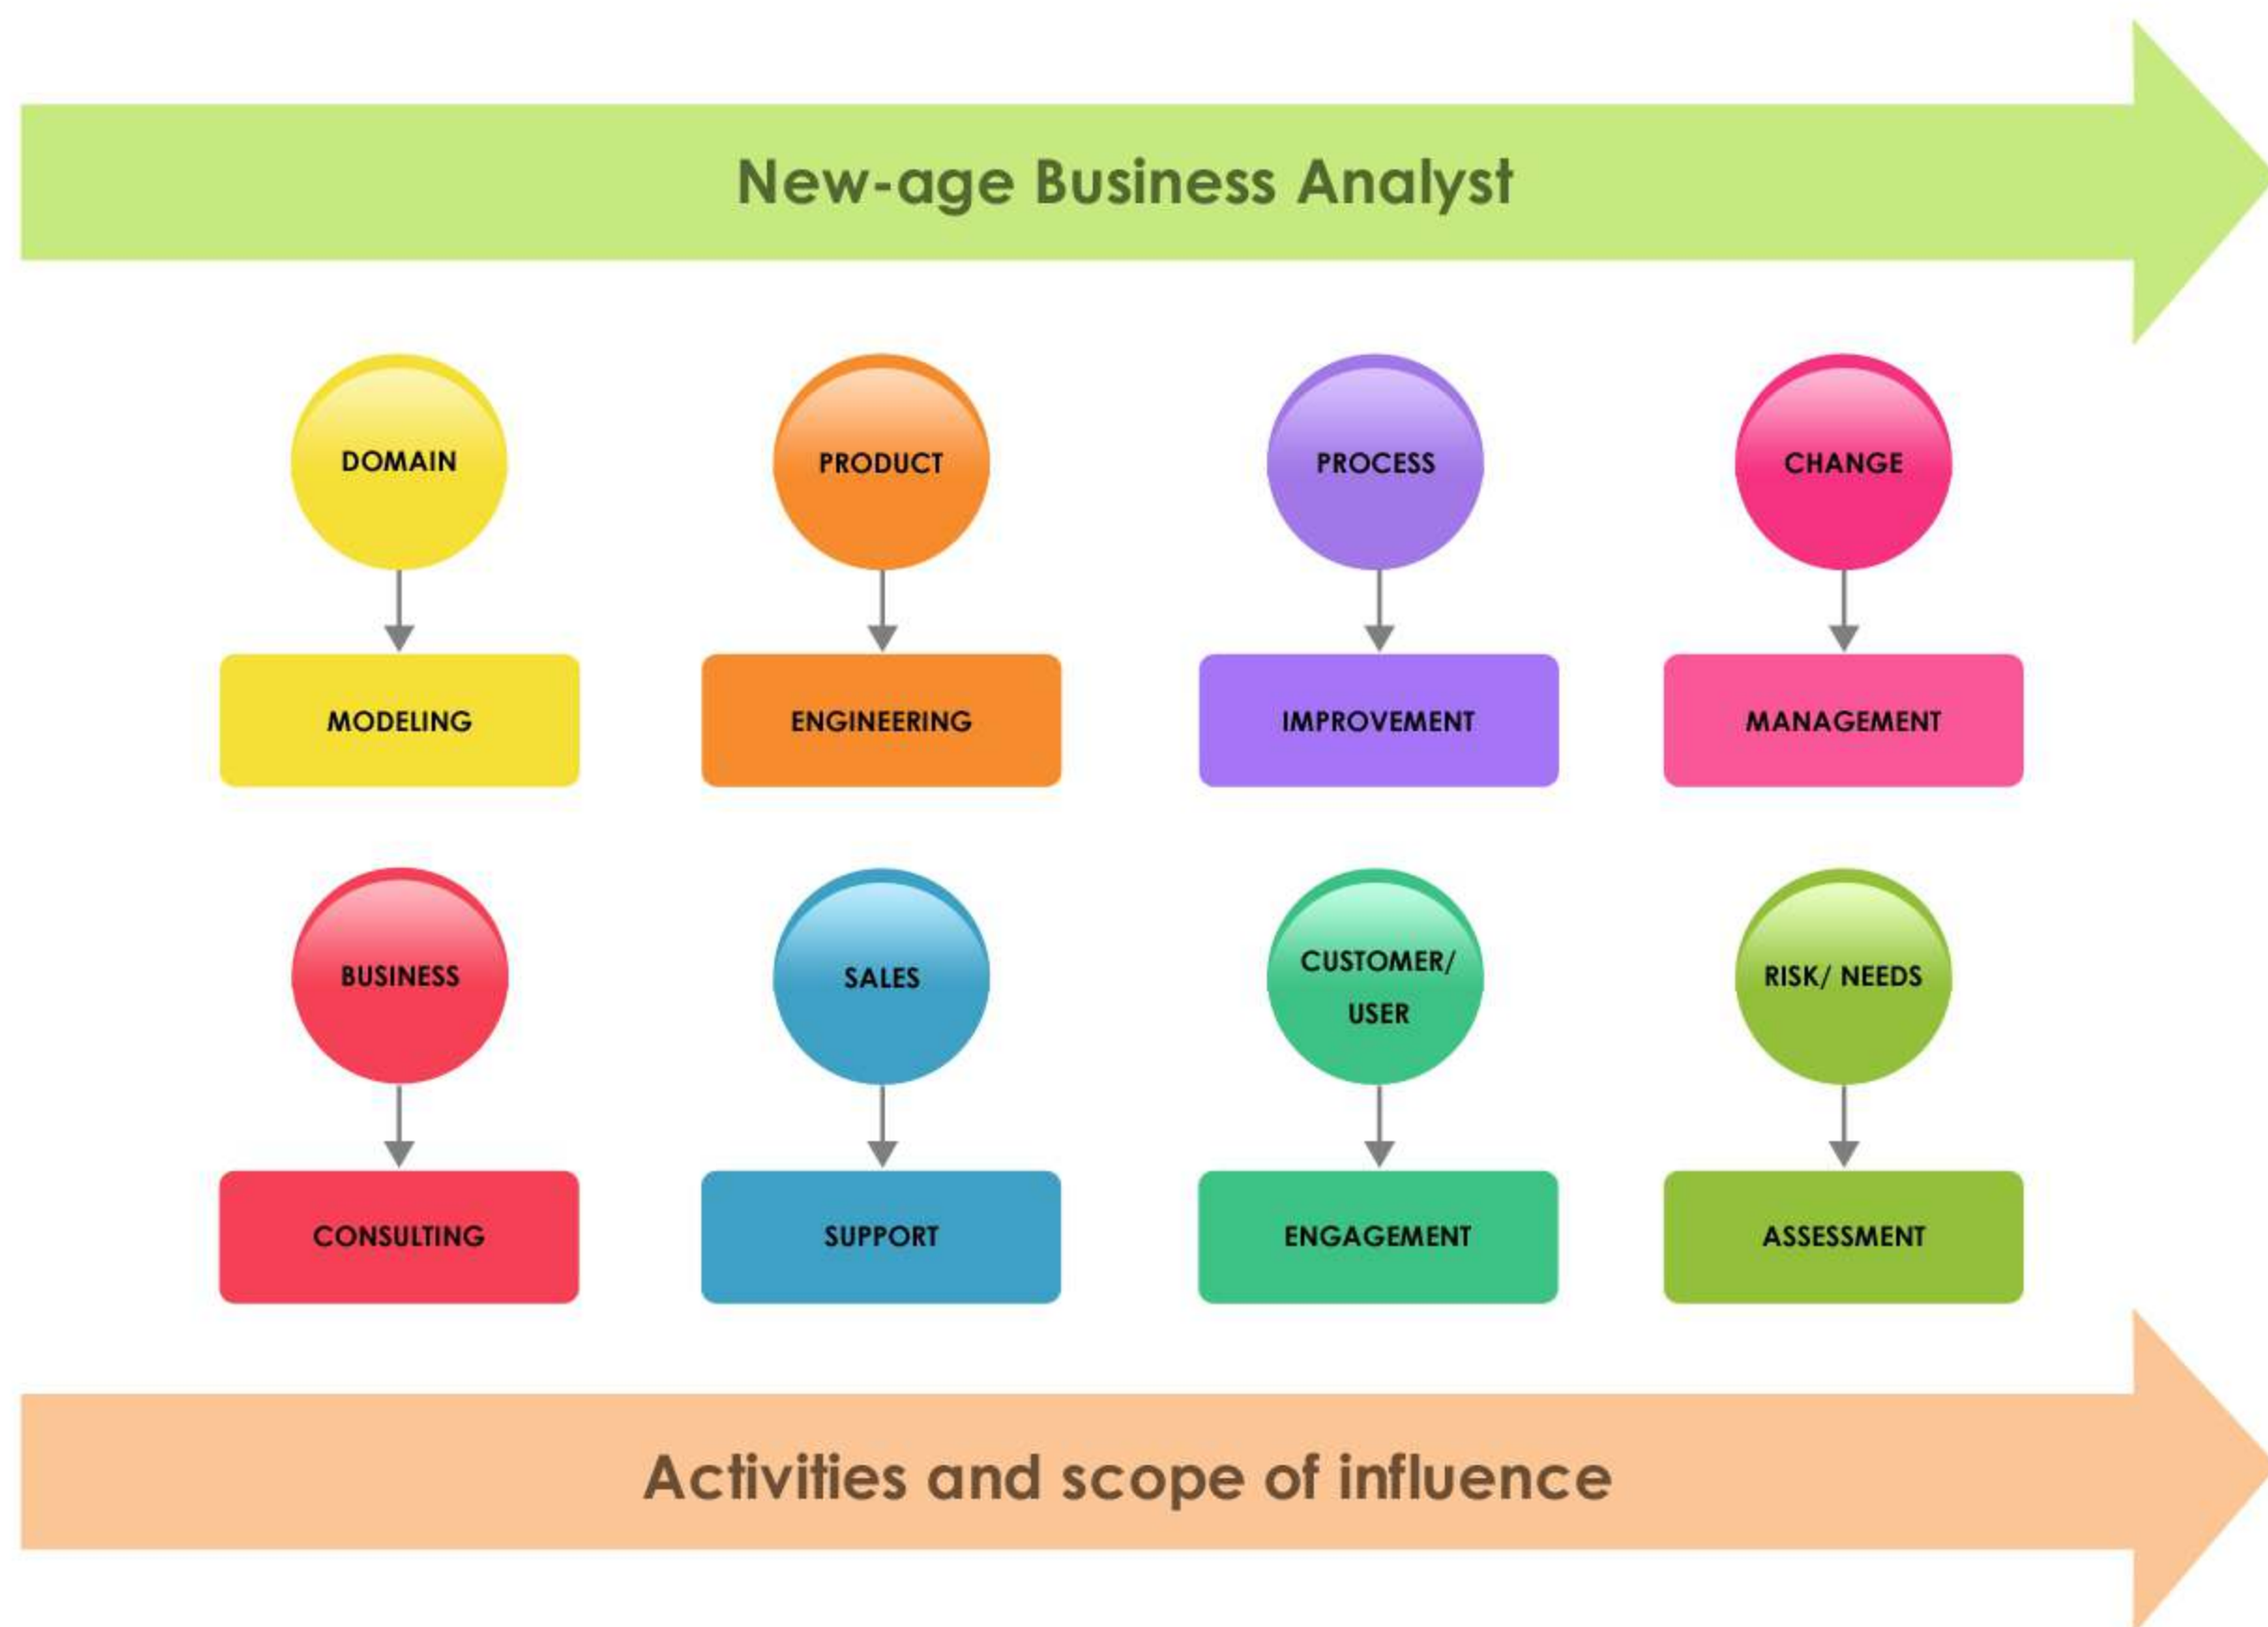 New-age Business Analyst
DOMAIN
PRODUCT
PROCESS
CHANGE
MODELING
ENGINEERING
IMPROVEMENT
MANAGEMENT
BUSINESS
SALES
CUSTOMER/
USER
RISK/ NEEDS
CONSULTING
SUPPORT
ENGAGEMENT
ASSESSMENT
Activities and scope of influence